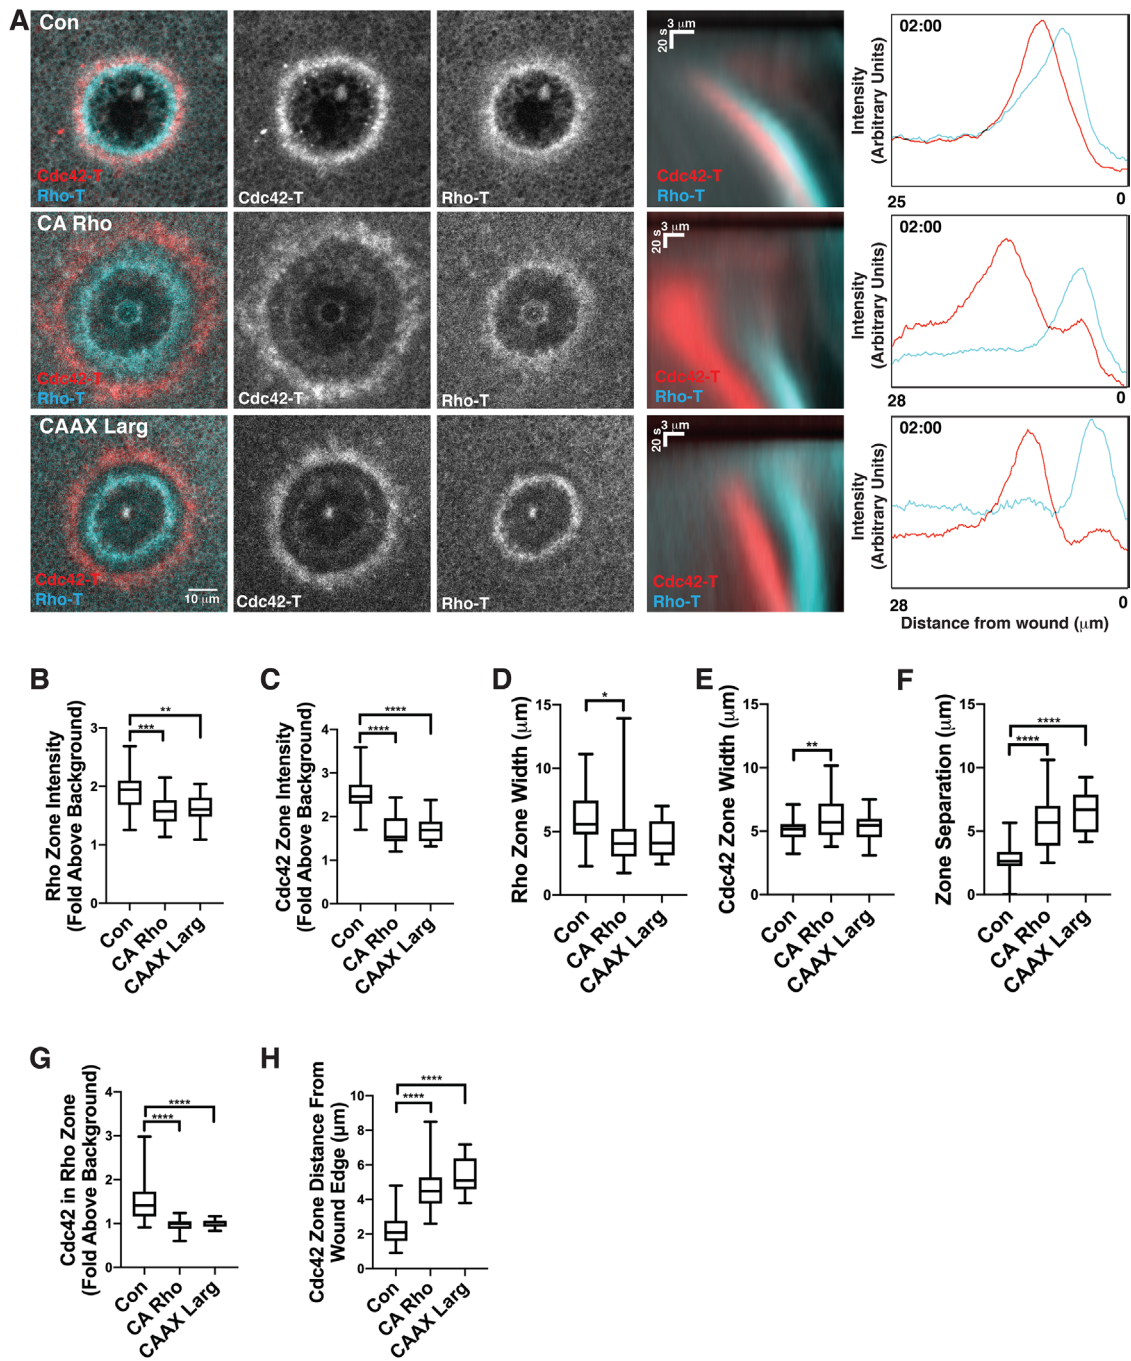 A
Con
Cdc42-T
Rho-T
Cdc42-T
Rho-T
3 μm
20 s
Cdc42-T
Rho-T
Intensity
(Arbitrary Units)
02:00
25
0
CA Rho
Cdc42-T
Rho-T
Cdc42-T
Rho-T
3 μm
20 s
Cdc42-T
Rho-T
Intensity
(Arbitrary Units)
02:00
28
0
CAAX Larg
Cdc42-T
Rho-T
10 μm
Cdc42-T
Rho-T
3 μm
20 s
Cdc42-T
Rho-T
Intensity
(Arbitrary Units)
02:00
28
0
Distance from wound (μm)
B
Rho Zone Intensity
(Fold Above Background)
3
2
1
0
**
***
Con
CA Rho
CAAX Larg
C
Cdc42 Zone Intensity
(Fold Above Background)
4
3
2
1
0
****
****
Con
CA Rho
CAAX Larg
D
Rho Zone Width (μm)
15
10
5
0
*
Con
CA Rho
CAAX Larg
E
Cdc42 Zone Width (μm)
15
10
5
0
**
Con
CA Rho
CAAX Larg
F
Zone Separation (μm)
15
10
5
0
****
****
Con
CA Rho
CAAX Larg
G
Cdc42 in Rho Zone
(Fold Above Background)
4
3
2
1
0
****
****
Con
CA Rho
CAAX Larg
H
Cdc42 Zone Distance From
Wound Edge (μm)
10
8
6
4
2
0
****
****
Con
CA Rho
CAAX Larg